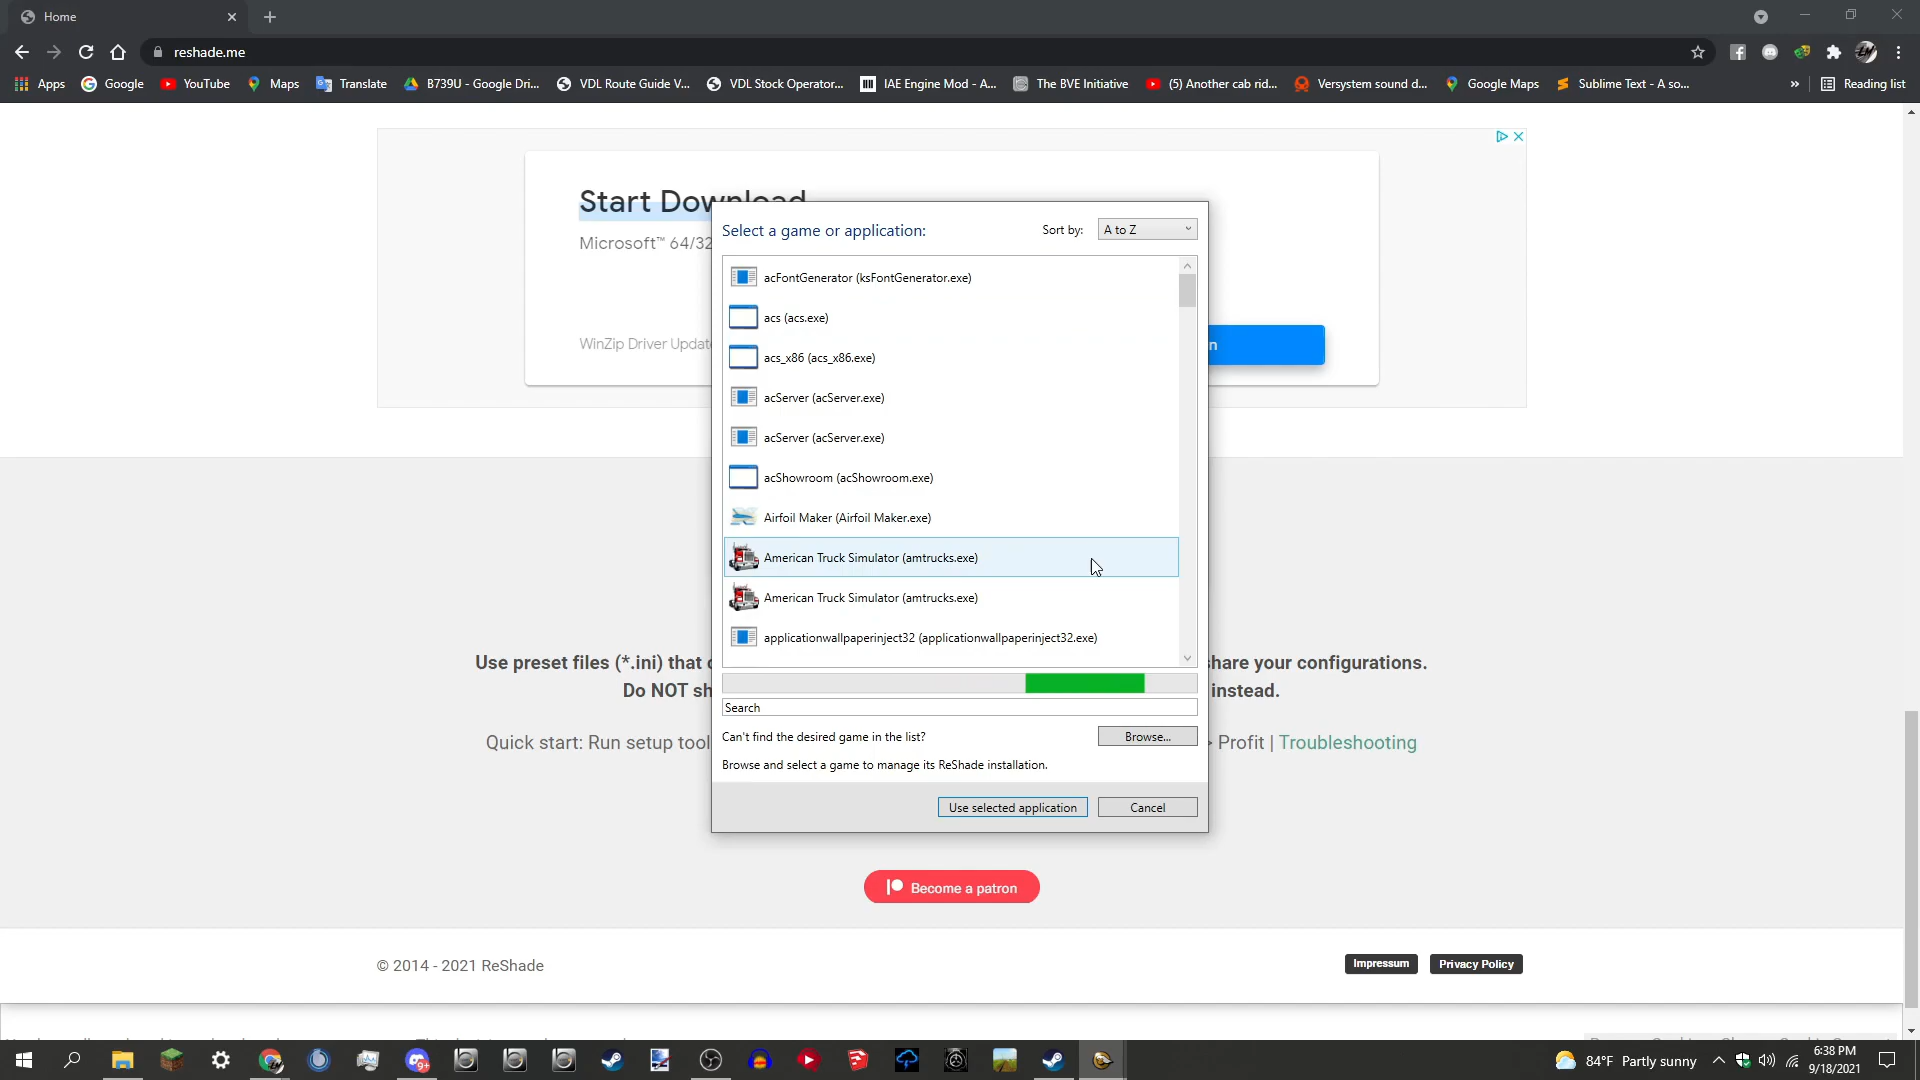 Home
reshade.me
Apps
Google
YouTube
Maps
Translate
B739U - Google Dri...
VDL Route Guide V...
VDL Stock Operator...
IAE Engine Mod - A...
The BVE Initiative
(5) Another cab rid...
Versystem sound d...
Google Maps
Sublime Text - A so...
»
Reading list
Start Download
Microsoft™ 64/32
WinZip Driver Updat
n
Select a game or application:
Sort by:
A to Z
acFontGenerator (ksFontGenerator.exe)
acs (acs.exe)
acs_x86 (acs_x86.exe)
acServer (acServer.exe)
acServer (acServer.exe)
acShowroom (acShowroom.exe)
Airfoil Maker (Airfoil Maker.exe)
American Truck Simulator (amtrucks.exe)
American Truck Simulator (amtrucks.exe)
applicationwallpaperinject32 (applicationwallpaperinject32.exe)
Search
Can't find the desired game in the list?
Browse...
Browse and select a game to manage its ReShade installation.
Use selected application
Cancel
Use preset files (*.ini) that
hare your configurations.
Do NOT sh
instead.
Quick start: Run setup tool
Profit | Troubleshooting
Become a patron
© 2014 - 2021 ReShade
Impressum
Privacy Policy
9+
84°F Partly sunny
6:38 PM
9/18/2021